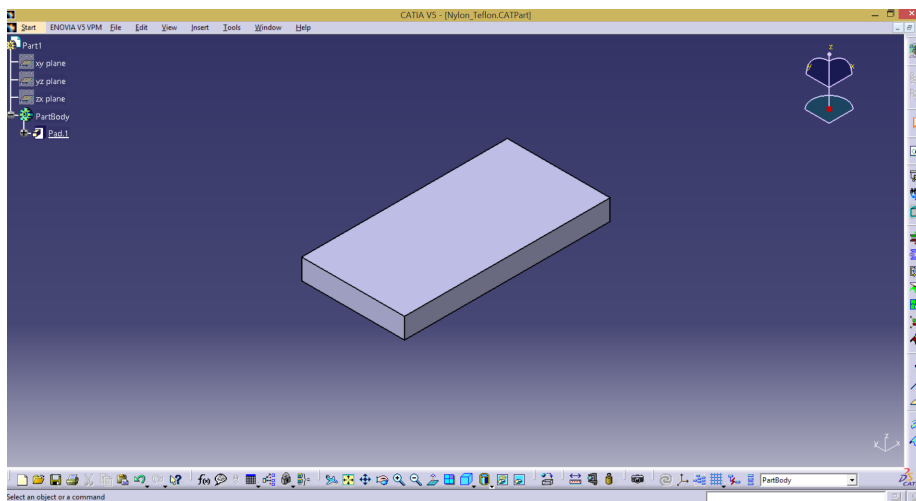 CATIA V5 - [Nylon_Teflon.CATPart]
Start ENOVIA V5 VPM File Edit View Insert Tools Window Help
Part1
xy plane
yz plane
zx plane
PartBody
Pad.1
z
y x
z
x
f(x)
PartBody
Select an object or a command